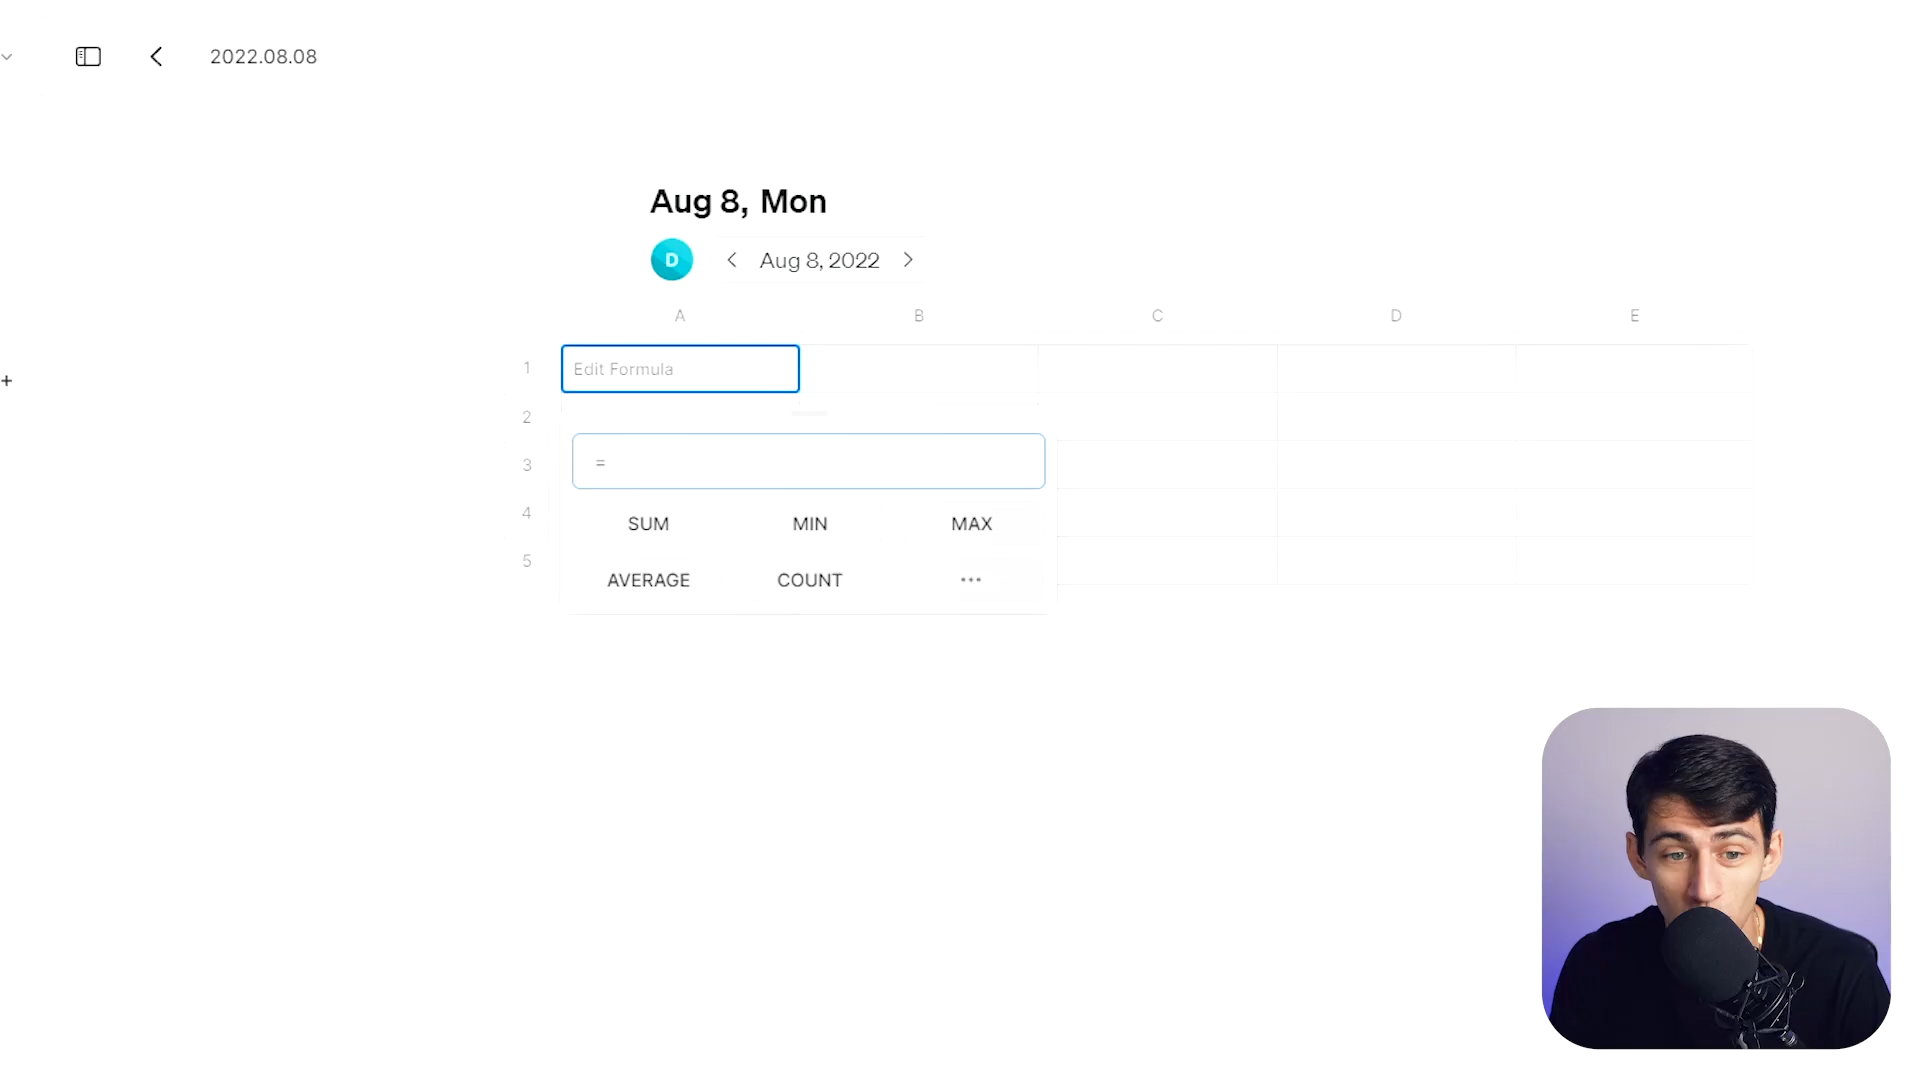 2022.08.08
Aug 8, Mon
D
Aug 8, 2022
A B C D E
1 Edit Formula
2
3
=
4
SUM MIN MAX
5
AVERAGE COUNT ...